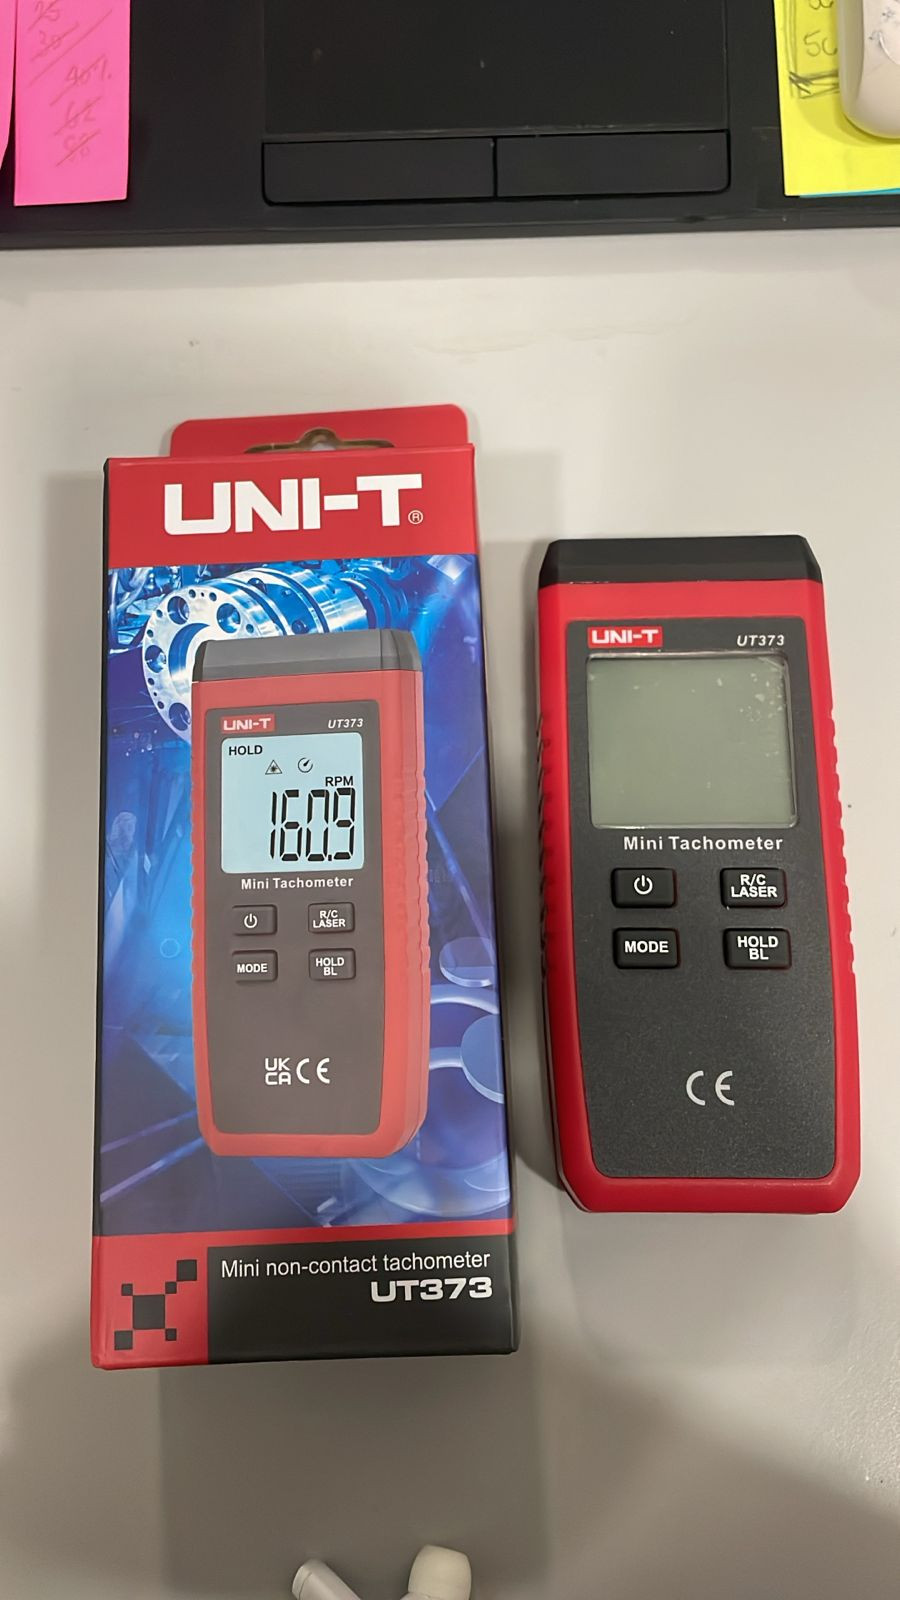 UNI-T®
UNI-T UT373
HOLD
RPM
160.9
Mini Tachometer
R/C
LASER
MODE
HOLD
BL
UK
CA CE
Mini non-contact tachometer
UT373
UNI-T UT373
Mini Tachometer
R/C
LASER
MODE
HOLD
BL
CE